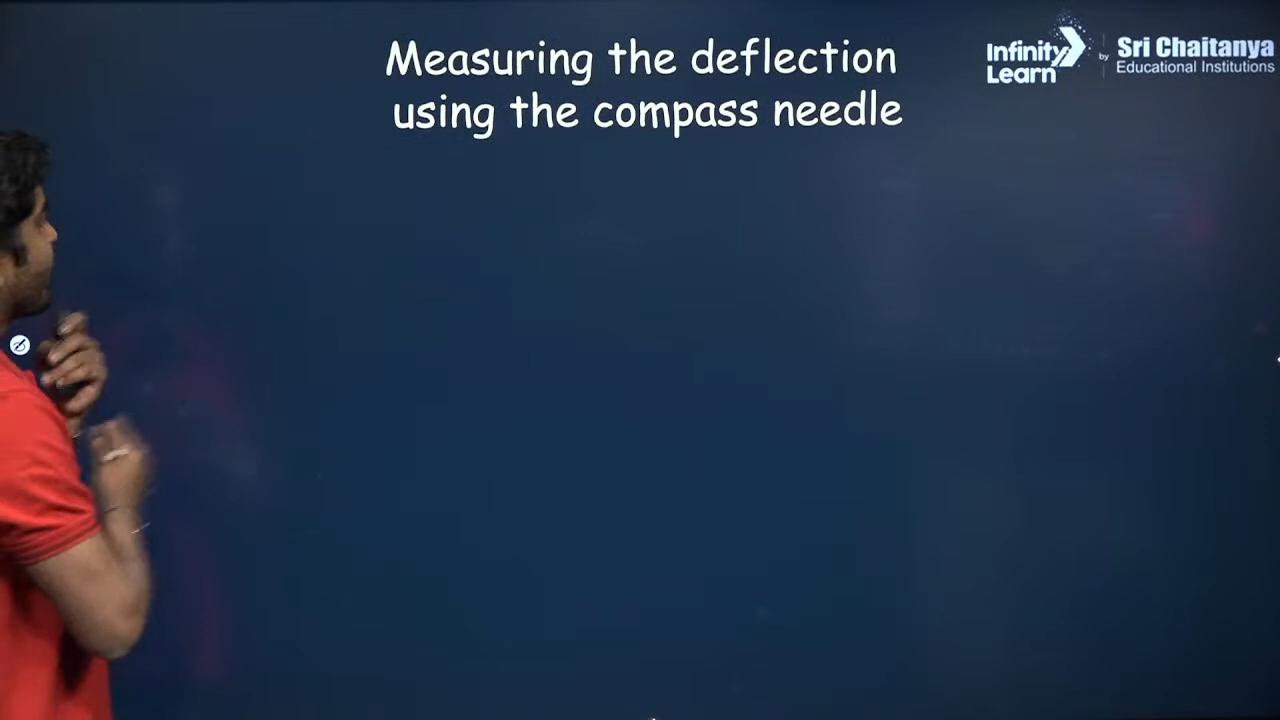 Measuring the deflection
using the compass needle
Infinity
Learn
by
Sri Chaitanya
Educational Institutions